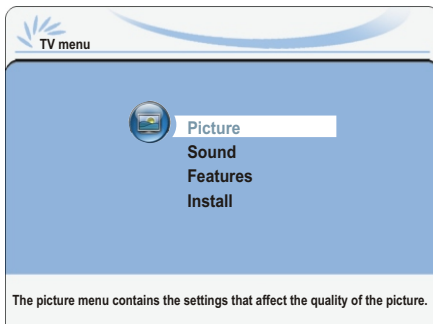 TV menu
Picture
Sound
Features
Install
The picture menu contains the settings that affect the quality of the picture.